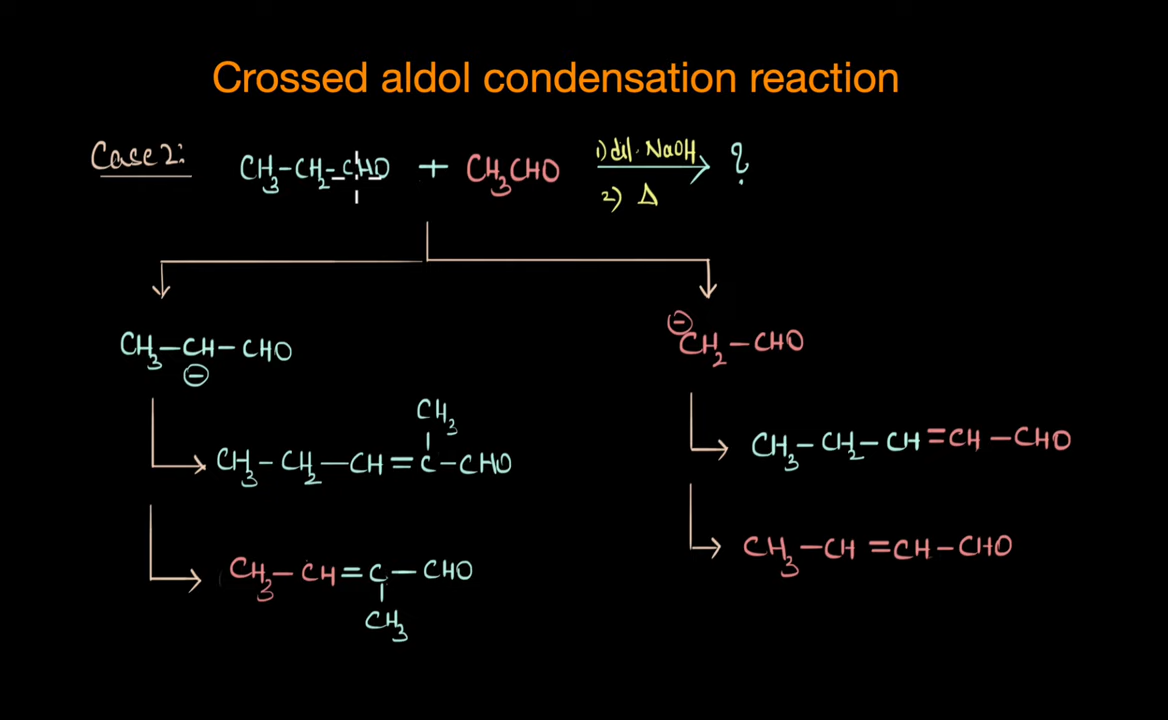 Crossed aldol condensation reaction
Case 2: CH₃-CH₂-CHO + CH₃CHO 1) dil. NaOH 2) Δ ?
CH₃-CH-CHO ⊖
⊖ CH₂-CHO
CH₃
CH₃-CH₂-CH=C-CHO
CH₃-CH₂-CH=CH-CHO
CH₃-CH=C-CHO
CH₃
CH₃-CH=CH-CHO